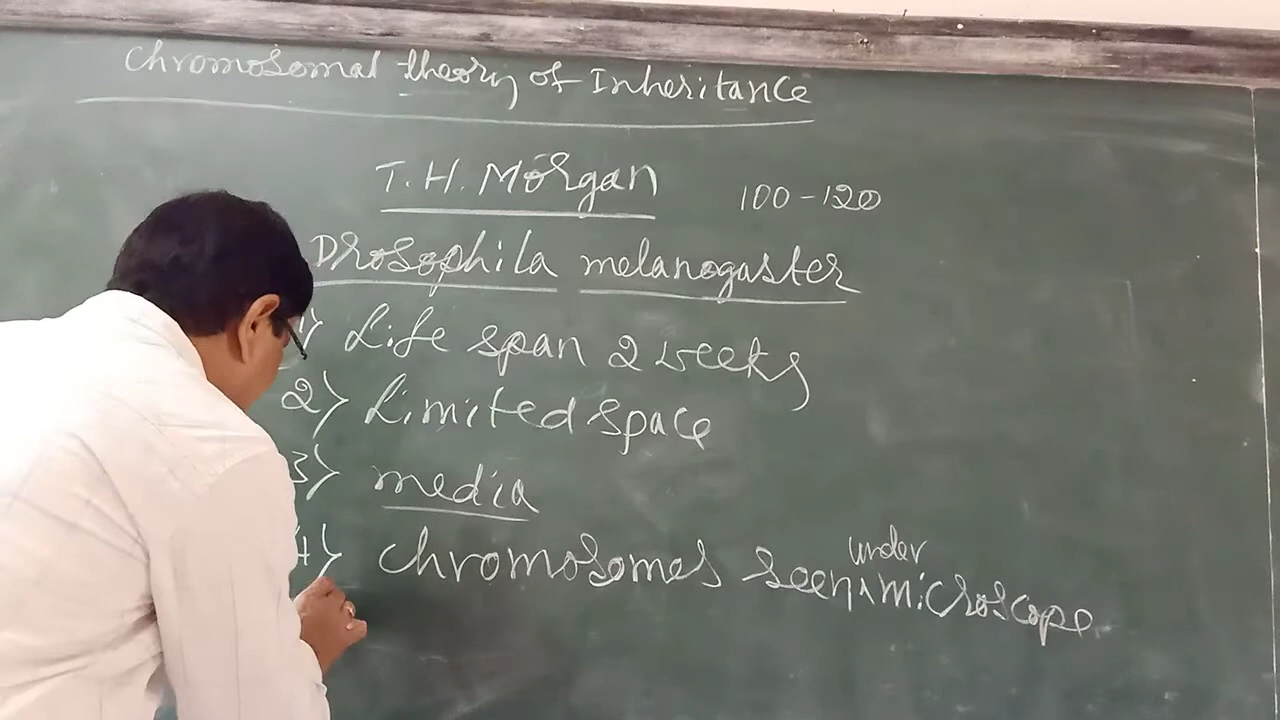 Chromosomal theory of Inheritance
T. H. Morgan
100-120
Drosophila melanogaster
1) Life span 2 weeks
2) Limited space
3) media
4) Chromosomes seen ʌ microscope
under